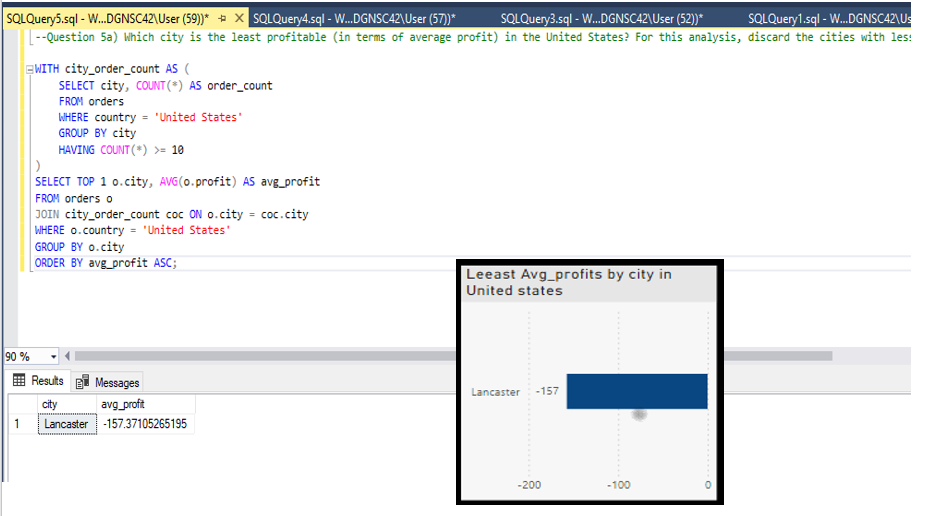 SQLQuery5.sql - W...DGNSC42\User (59))* SQLQuery4.sql - W...DGNSC42\User (57))* SQLQuery3.sql - W...DGNSC42\User (52))* SQLQuery1.sql - W...DGNSC42\Us
--Question 5a) Which city is the least profitable (in terms of average profit) in the United States? For this analysis, discard the cities with less
WITH city_order_count AS (
SELECT city, COUNT(*) AS order_count
FROM orders
WHERE country = 'United States'
GROUP BY city
HAVING COUNT(*) >= 10
)
SELECT TOP 1 o.city, AVG(o.profit) AS avg_profit
FROM orders o
JOIN city_order_count coc ON o.city = coc.city
WHERE o.country = 'United States'
GROUP BY o.city
ORDER BY avg_profit ASC;
Leeast Avg_profits by city in
United states
Lancaster -157
-200 -100 0
90 %
Results Messages
city avg_profit
1 Lancaster -157.37105265195